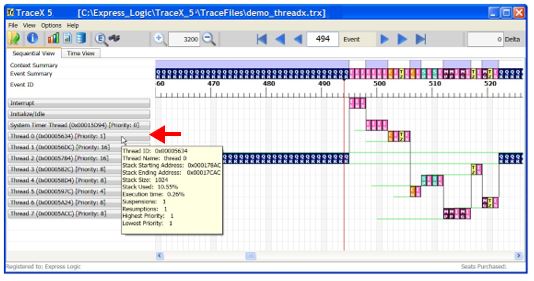 TraceX 5 [C:\Express_Logic\TraceX_5\TraceFiles\demo_threadx.trx]
File View Options Help
3200 494 Event 0 Delta
Sequential View Time View
Context Summary
Event Summary
Event ID
460 470 480 490 500 510 520
Interrupt
Initialize/Idle
System Timer Thread (0x00015D94) [Priority: 0]
Thread 0 (0x00005634) [Priority: 1]
Thread 1 (0x000056DC) [Priority: 16]
Thread 2 (0x00005784) [Priority: 16]
Thread 3 (0x0000582C) [Priority: 8]
Thread 4 (0x000058D4) [Priority: 8]
Thread 5 (0x0000597C) [Priority: 4]
Thread 6 (0x00005A24) [Priority: 8]
Thread 7 (0x00005ACC) [Priority: 8]
Thread ID: 0x00005634
Thread Name: thread 0
Stack Starting Address: 0x000178AC
Stack Ending Address: 0x00017CAC
Stack Size: 1024
Stack Used: 10.55%
Execution time: 0.26%
Suspensions: 1
Resumptions: 1
Highest Priority: 1
Lowest Priority: 1
Registered to: Express Logic
Seats Purchased: